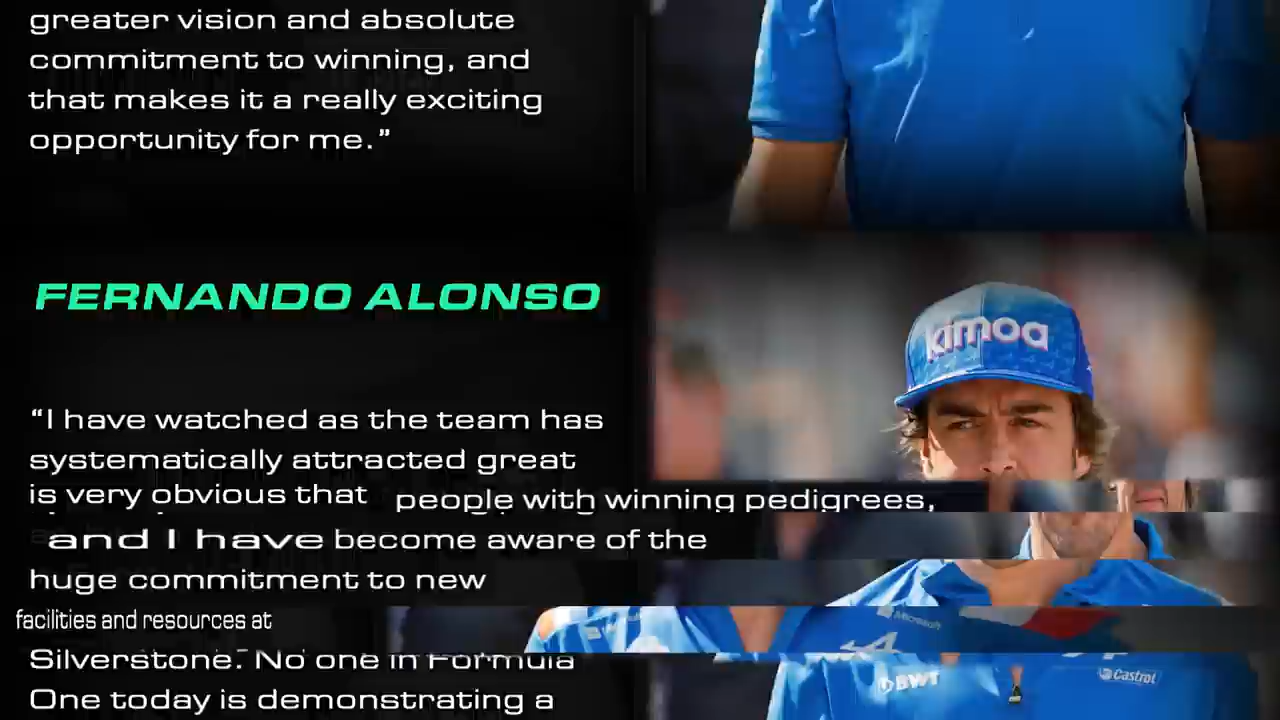 greater vision and absolute
commitment to winning, and
that makes it a really exciting
opportunity for me.”
FERNANDO ALONSO
kimoa
“I have watched as the team has
systematically attracted great
is very obvious that people with winning pedigrees,
and I have become aware of the
huge commitment to new
facilities and resources at
Microsoft
Silverstone. No one in Formula
BWT
Castrol
One today is demonstrating a